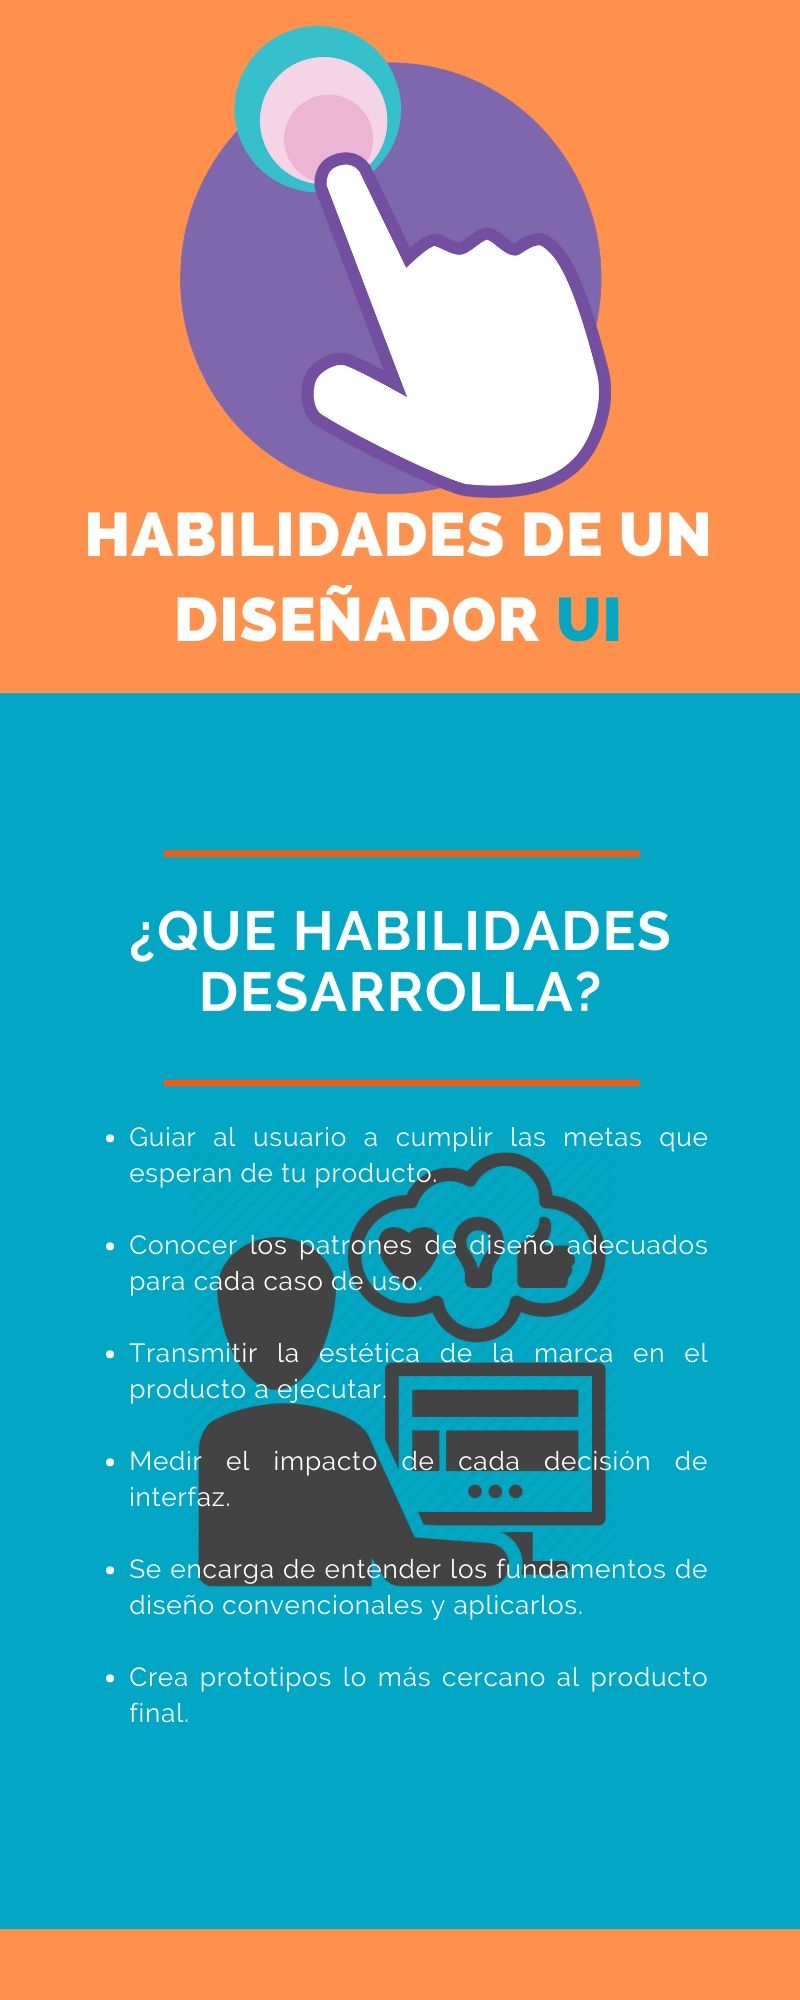 HABILIDADES DE UN
DISEÑADOR UI
¿QUE HABILIDADES
DESARROLLA?
• Guiar al usuario a cumplir las metas que
esperan de tu producto.
• Conocer los patrones de diseño adecuados
para cada caso de uso.
• Transmitir la estética de la marca en el
producto a ejecutar.
• Medir el impacto de cada decisión de
interfaz.
• Se encarga de entender los fundamentos de
diseño convencionales y aplicarlos.
• Crea prototipos lo más cercano al producto
final.